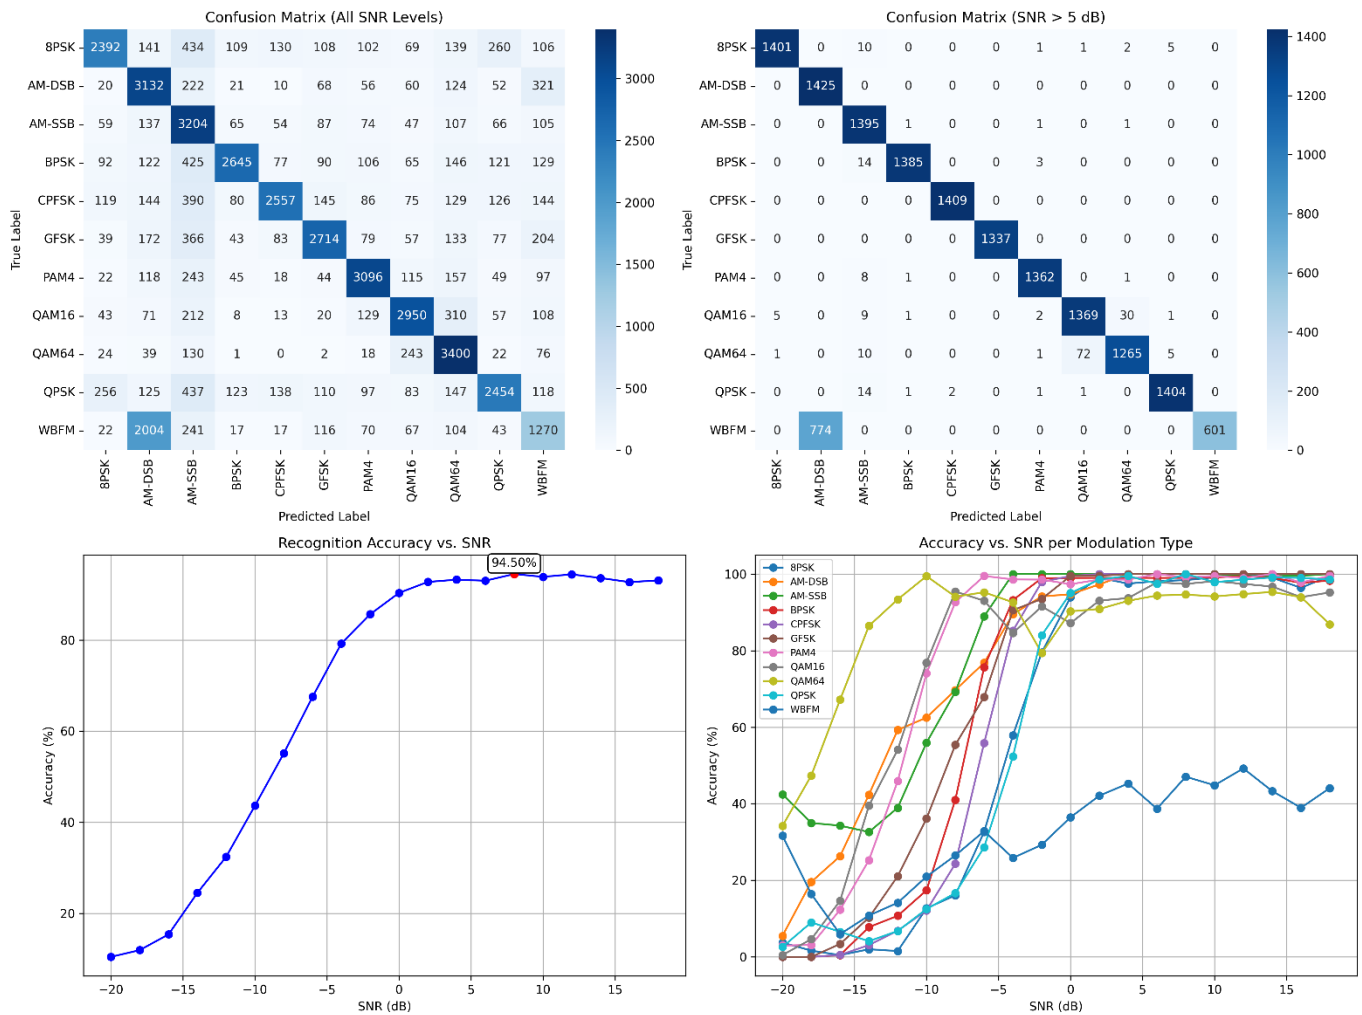 Confusion Matrix (All SNR Levels)
8PSK 2392 141 434 109 130 108 102 69 139 260 106
AM-DSB 20 3132 222 21 10 68 56 60 124 52 321
AM-SSB 59 137 3204 65 54 87 74 47 107 66 105
BPSK 92 122 425 2645 77 90 106 65 146 121 129
CPFSK 119 144 390 80 2557 145 86 75 129 126 144
GFSK 39 172 366 43 83 2714 79 57 133 77 204
PAM4 22 118 243 45 18 44 3096 115 157 49 97
QAM16 43 71 212 8 13 20 129 2950 310 57 108
QAM64 24 39 130 1 0 2 18 243 3400 22 76
QPSK 256 125 437 123 138 110 97 83 147 2454 118
WBFM 22 2004 241 17 17 116 70 67 104 43 1270
True Label
8PSK AM-DSB AM-SSB BPSK CPFSK GFSK PAM4 QAM16 QAM64 QPSK WBFM
Predicted Label
3000
2500
2000
1500
1000
500
0
Confusion Matrix (SNR > 5 dB)
8PSK 1401 0 10 0 0 0 1 1 2 5 0
AM-DSB 0 1425 0 0 0 0 0 0 0 0 0
AM-SSB 0 0 1395 1 0 0 1 0 1 0 0
BPSK 0 0 14 1385 0 0 3 0 0 0 0
CPFSK 0 0 0 0 1409 0 0 0 0 0 0
GFSK 0 0 0 0 0 1337 0 0 0 0 0
PAM4 0 0 8 1 0 0 1362 0 1 0 0
QAM16 5 0 9 1 0 0 2 1369 30 1 0
QAM64 1 0 10 0 0 0 1 72 1265 5 0
QPSK 0 0 14 1 2 0 1 1 0 1404 0
WBFM 0 774 0 0 0 0 0 0 0 0 601
True Label
8PSK AM-DSB AM-SSB BPSK CPFSK GFSK PAM4 QAM16 QAM64 QPSK WBFM
Predicted Label
1400
1200
1000
800
600
400
200
0
Recognition Accuracy vs. SNR
94.50%
80
60
40
20
Accuracy (%)
−20 −15 −10 −5 0 5 10 15
SNR (dB)
Accuracy vs. SNR per Modulation Type
8PSK
AM-DSB
AM-SSB
BPSK
CPFSK
GFSK
PAM4
QAM16
QAM64
QPSK
WBFM
100
80
60
40
20
0
Accuracy (%)
−20 −15 −10 −5 0 5 10 15
SNR (dB)